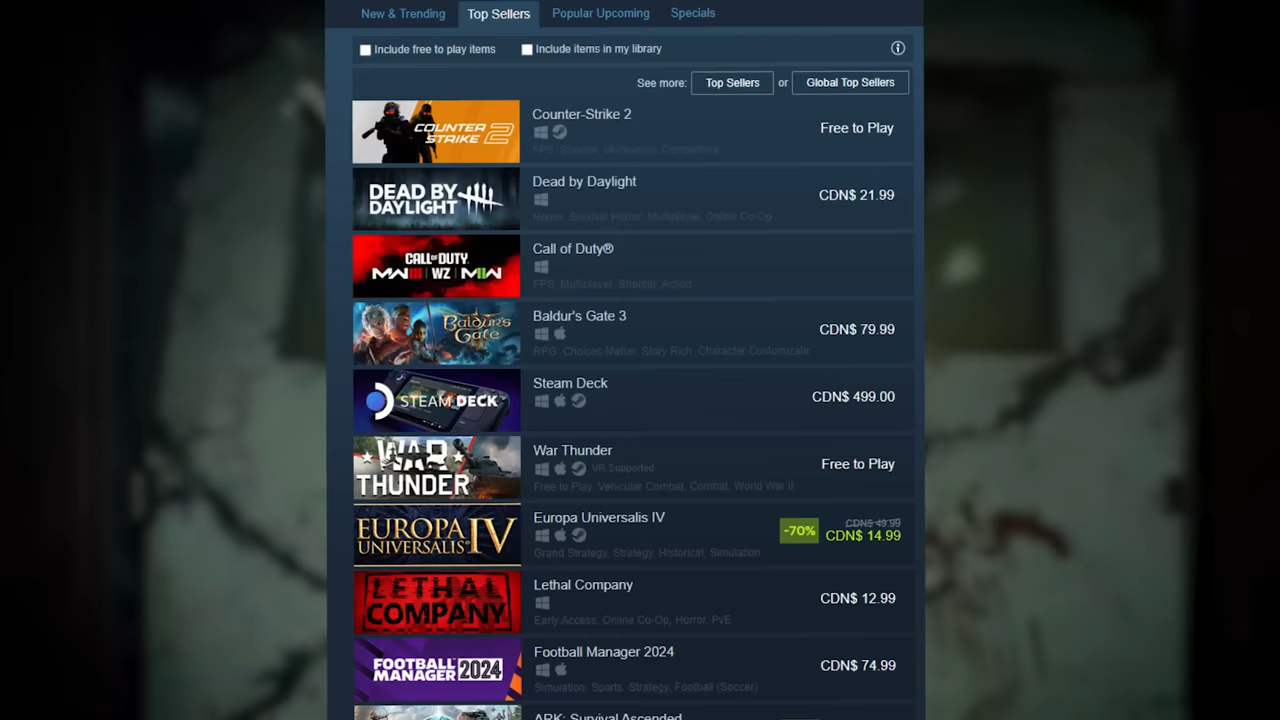 New & Trending
Top Sellers
Popular Upcoming
Specials
Include free to play items
Include items in my library
See more: Top Sellers or Global Top Sellers
COUNTER STRIKE 2
Counter-Strike 2
Free to Play
FPS, Shooter, Multiplayer, Competitive
DEAD BY DAYLIGHT
Dead by Daylight
CDN$ 21.99
Horror, Survival Horror, Multiplayer, Online Co-Op
CALL OF DUTY.
MWIII | WZ | MWII
Call of Duty®
FPS, Multiplayer, Shooter, Action
BALDUR'S GATE
Baldur's Gate 3
CDN$ 79.99
RPG, Choices Matter, Story Rich, Character Customizatic
STEAM DECK
Steam Deck
CDN$ 499.00
WAR THUNDER
War Thunder
VR Supported
Free to Play
Free to Play, Vehicular Combat, Combat, World War II
EUROPA UNIVERSALIS IV
Europa Universalis IV
-70%
CDN$ 49.99
CDN$ 14.99
Grand Strategy, Strategy, Historical, Simulation
LETHAL COMPANY
Lethal Company
CDN$ 12.99
Early Access, Online Co-Op, Horror, PvE
FOOTBALL MANAGER 2024
Football Manager 2024
CDN$ 74.99
Simulation, Sports, Strategy, Football (Soccer)
ARK: Survival Ascended